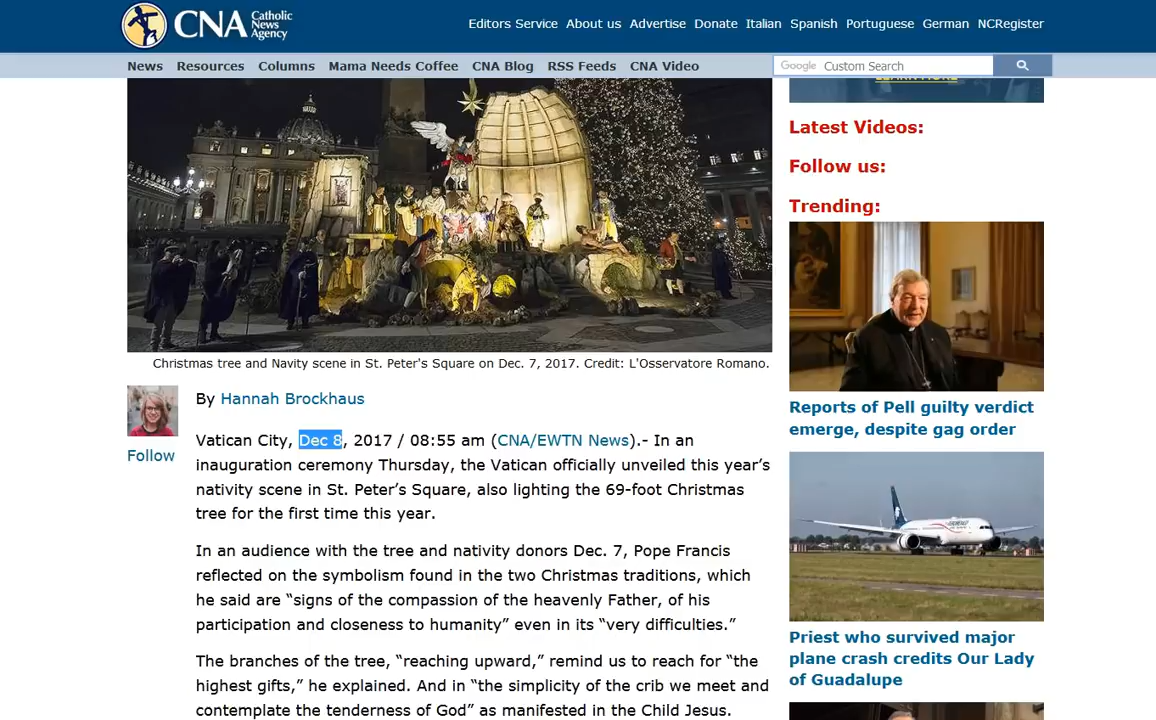 CNA Catholic News Agency
Editors Service About us Advertise Donate Italian Spanish Portuguese German NCRegister
News Resources Columns Mama Needs Coffee CNA Blog RSS Feeds CNA Video
Google Custom Search
LEARN MORE
Christmas tree and Navity scene in St. Peter's Square on Dec. 7, 2017. Credit: L'Osservatore Romano.
Follow
By Hannah Brockhaus
Vatican City, Dec 8, 2017 / 08:55 am (CNA/EWTN News).- In an
inauguration ceremony Thursday, the Vatican officially unveiled this year’s
nativity scene in St. Peter’s Square, also lighting the 69-foot Christmas
tree for the first time this year.
In an audience with the tree and nativity donors Dec. 7, Pope Francis
reflected on the symbolism found in the two Christmas traditions, which
he said are “signs of the compassion of the heavenly Father, of his
participation and closeness to humanity” even in its “very difficulties.”
The branches of the tree, “reaching upward,” remind us to reach for “the
highest gifts,” he explained. And in “the simplicity of the crib we meet and
contemplate the tenderness of God” as manifested in the Child Jesus.
Latest Videos:
Follow us:
Trending:
Reports of Pell guilty verdict
emerge, despite gag order
Priest who survived major
plane crash credits Our Lady
of Guadalupe